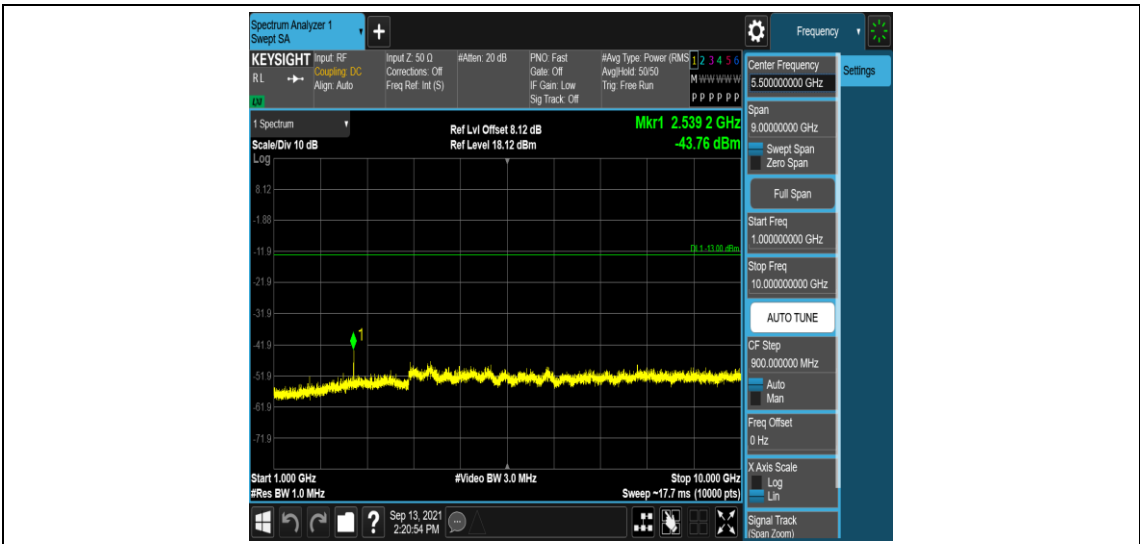 Spectrum Analyzer 1
Swept SA
+
Frequency
KEYSIGHT
RL
LXI
Input: RF
Coupling: DC
Align: Auto
Input Z: 50 Ω
Corrections: Off
Freq Ref: Int (S)
#Atten: 20 dB
PNO: Fast
Gate: Off
IF Gain: Low
Sig Track: Off
#Avg Type: Power (RMS
Avg|Hold: 50/50
Trig: Free Run
1 2 3 4 5 6
M W W W W W
P P P P P P
1 Spectrum
Scale/Div 10 dB
Log
Ref Lvl Offset 8.12 dB
Ref Level 18.12 dBm
Mkr1 2.539 2 GHz
-43.76 dBm
8.12
-1.88
-11.9
-21.9
-31.9
-41.9
-51.9
-61.9
-71.9
DL1 -13.00 dBm
1
Start 1.000 GHz
#Res BW 1.0 MHz
#Video BW 3.0 MHz
Stop 10.000 GHz
Sweep ~17.7 ms (10000 pts)
Center Frequency
5.500000000 GHz
Settings
Span
9.00000000 GHz
Swept Span
Zero Span
Full Span
Start Freq
1.000000000 GHz
Stop Freq
10.000000000 GHz
AUTO TUNE
CF Step
900.000000 MHz
Auto
Man
Freq Offset
0 Hz
X Axis Scale
Log
Lin
Signal Track
(Span Zoom)
?
Sep 13, 2021
2:20:54 PM